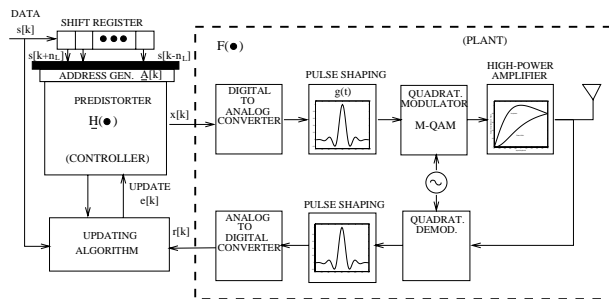 DATA
s[k]
SHIFT REGISTER
s[k+n_L]
s[k-n_L]
ADDRESS GEN. A[k]
PREDISTORTER
H(●)
(CONTROLLER)
x[k]
UPDATE
e[k]
UPDATING
ALGORITHM
r[k]
F(●)
(PLANT)
DIGITAL
TO
ANALOG
CONVERTER
PULSE SHAPING
g(t)
QUADRAT.
MODULATOR
M-QAM
HIGH-POWER
AMPLIFIER
ANALOG
TO
DIGITAL
CONVERTER
PULSE SHAPING
QUADRAT.
DEMOD.